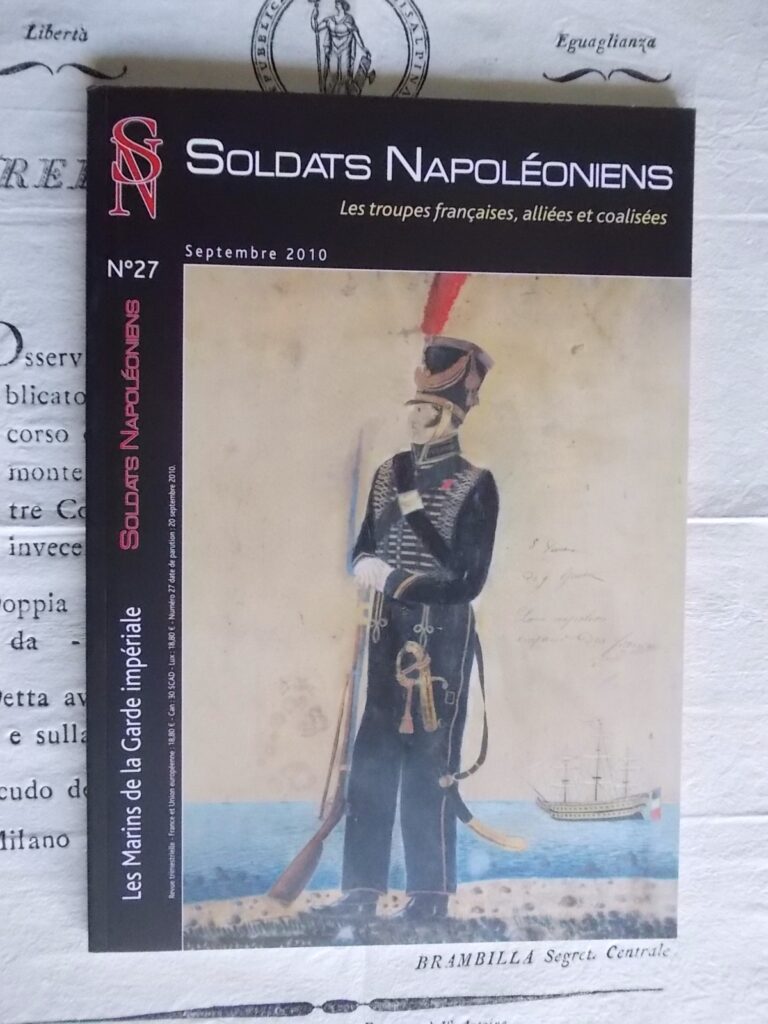 Libertà
Eguaglianza
SN
SOLDATS NAPOLÉONIENS
Les troupes françaises, alliées et coalisées
N°27
Septembre 2010
SOLDATS NAPOLÉONIENS
Les Marins de la Garde impériale
Revue trimestrielle - France et Union européenne : 18,80 € - Can : 30 $CAD - Lux : 18,80 € - Numéro 27 date de parution : 20 septembre 2010.
Osserv
blicato
corso
monte
tre Co
invece
Doppia
da -
Detta av
e sulla
scudo de
Milano
BRAMBILLA Segret. Centrale